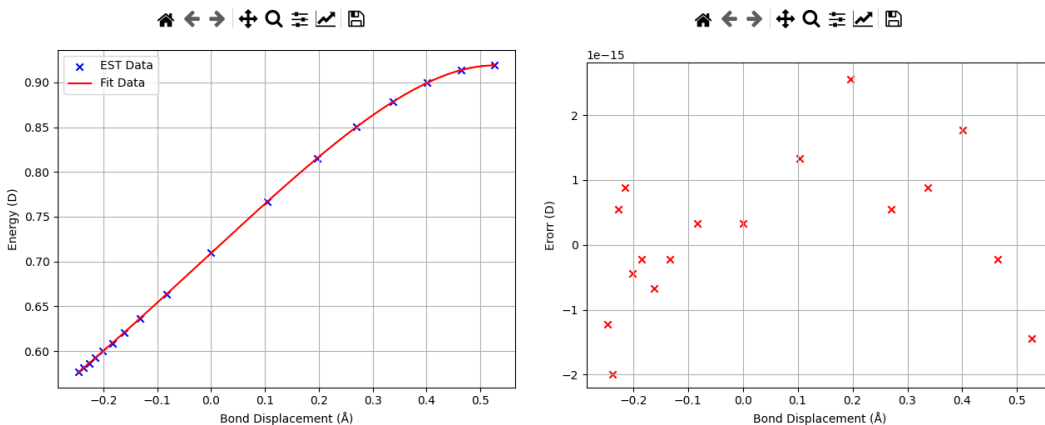 EST Data
Fit Data
Energy (D)
0.90
0.85
0.80
0.75
0.70
0.65
0.60
−0.2 −0.1 0.0 0.1 0.2 0.3 0.4 0.5
Bond Displacement (Å)
1e−15
Erorr (D)
2
1
0
−1
−2
−0.2 −0.1 0.0 0.1 0.2 0.3 0.4 0.5
Bond Displacement (Å)